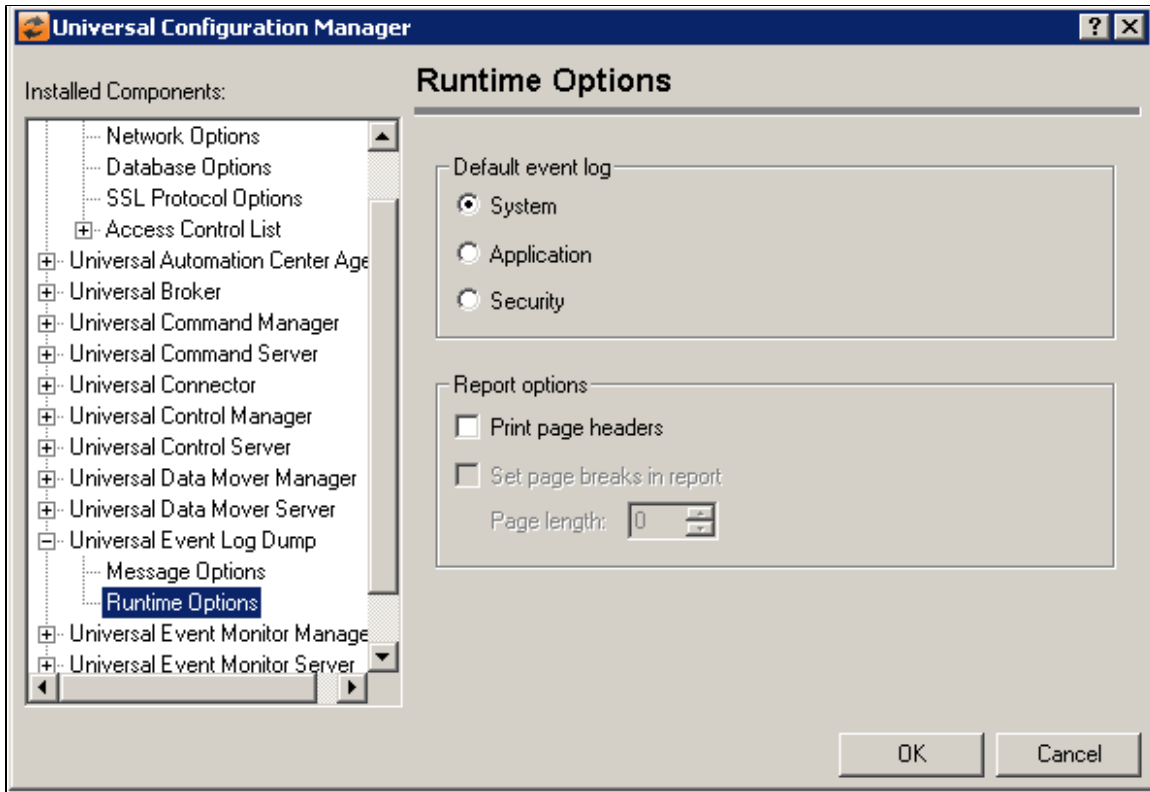 Universal Configuration Manager
Installed Components:
Network Options
Database Options
SSL Protocol Options
Access Control List
Universal Automation Center Age
Universal Broker
Universal Command Manager
Universal Command Server
Universal Connector
Universal Control Manager
Universal Control Server
Universal Data Mover Manager
Universal Data Mover Server
Universal Event Log Dump
Message Options
Runtime Options
Universal Event Monitor Manage
Universal Event Monitor Server
Runtime Options
Default event log
System
Application
Security
Report options
Print page headers
Set page breaks in report
Page length: 0
OK Cancel